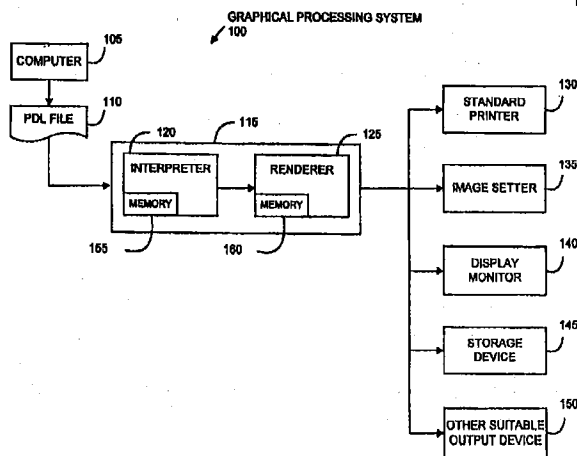 GRAPHICAL PROCESSING SYSTEM
100
105
COMPUTER
110
PDL FILE
115
120
INTERPRETER
MEMORY
155
125
RENDERER
MEMORY
160
130
STANDARD
PRINTER
135
IMAGE SETTER
140
DISPLAY
MONITOR
145
STORAGE
DEVICE
150
OTHER SUITABLE
OUTPUT DEVICE